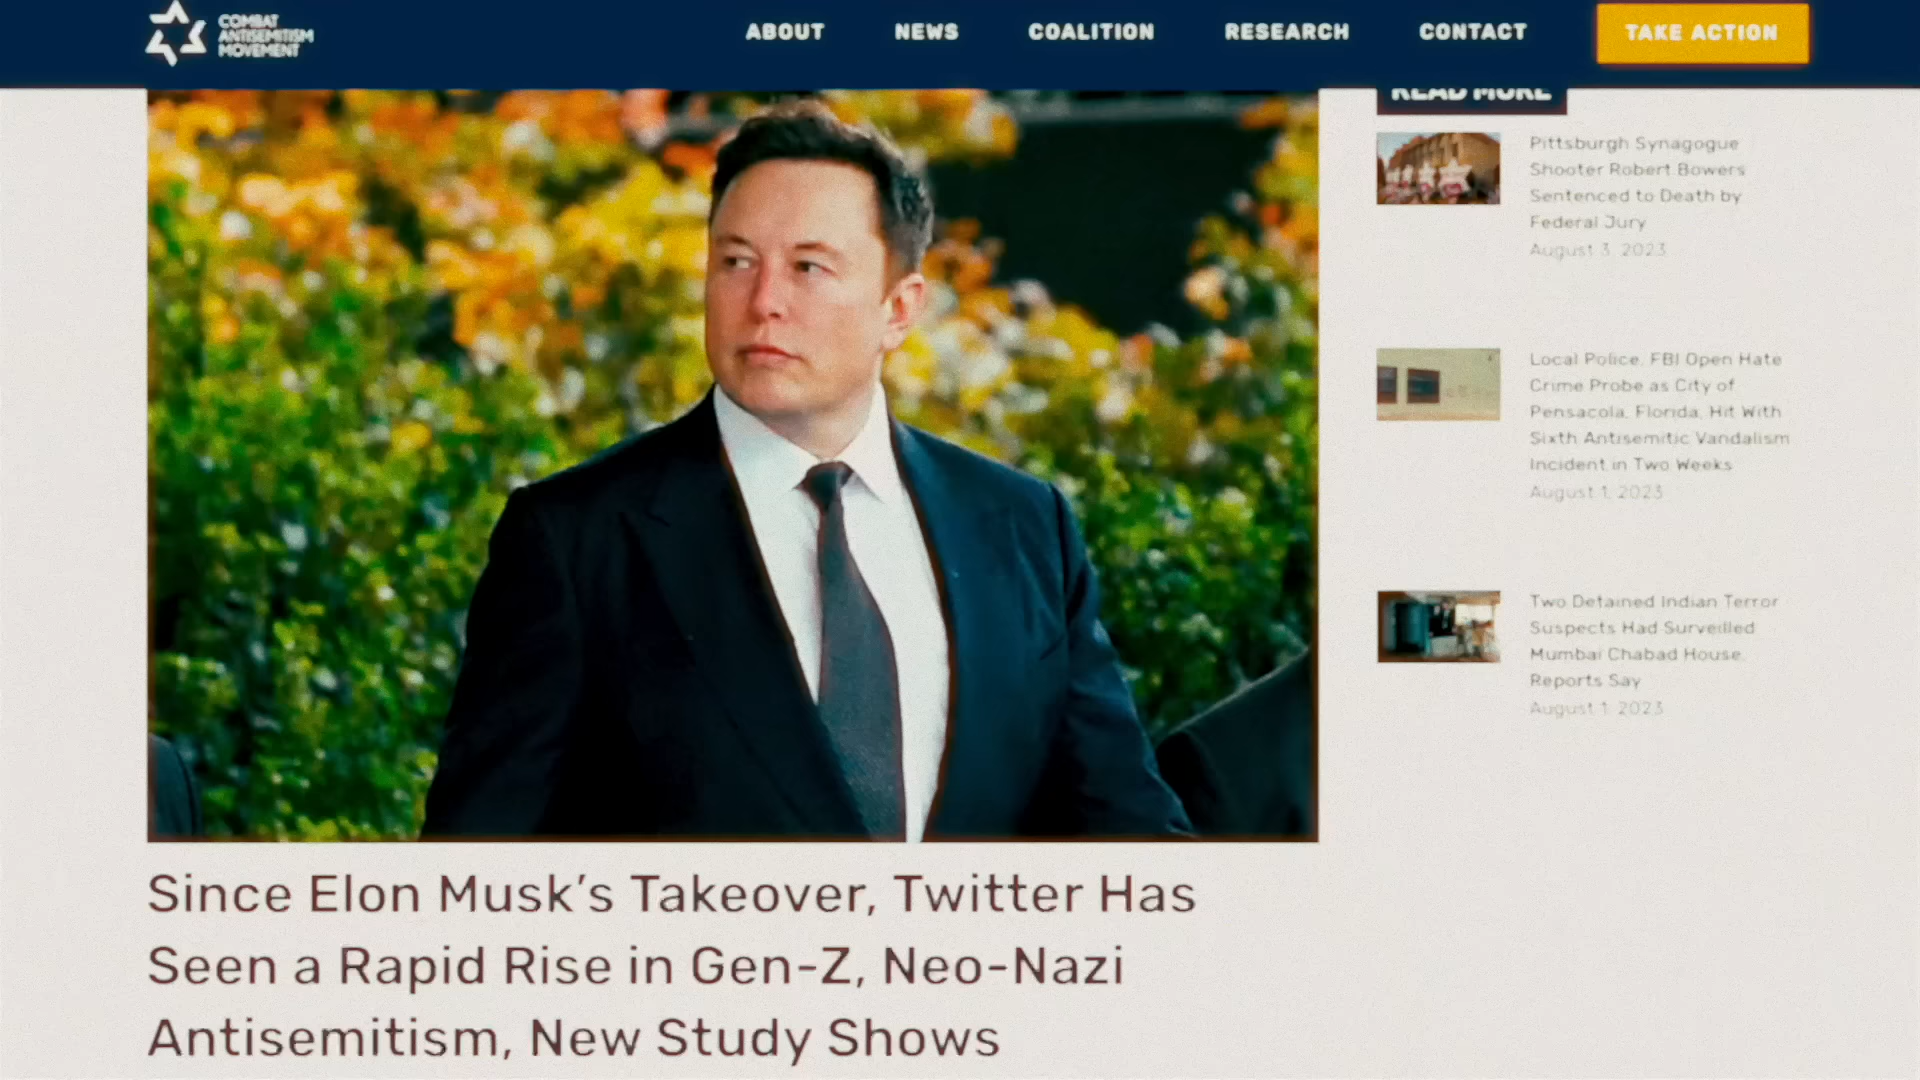 COMBAT
ANTISEMITISM
MOVEMENT
ABOUT
NEWS
COALITION
RESEARCH
CONTACT
TAKE ACTION
READ MORE
Pittsburgh Synagogue
Shooter Robert Bowers
Sentenced to Death by
Federal Jury
August 3, 2023
Local Police, FBI Open Hate
Crime Probe as City of
Pensacola, Florida, Hit With
Sixth Antisemitic Vandalism
Incident in Two Weeks
August 1, 2023
Two Detained Indian Terror
Suspects Had Surveilled
Mumbai Chabad House,
Reports Say
August 1, 2023
Since Elon Musk’s Takeover, Twitter Has
Seen a Rapid Rise in Gen-Z, Neo-Nazi
Antisemitism, New Study Shows